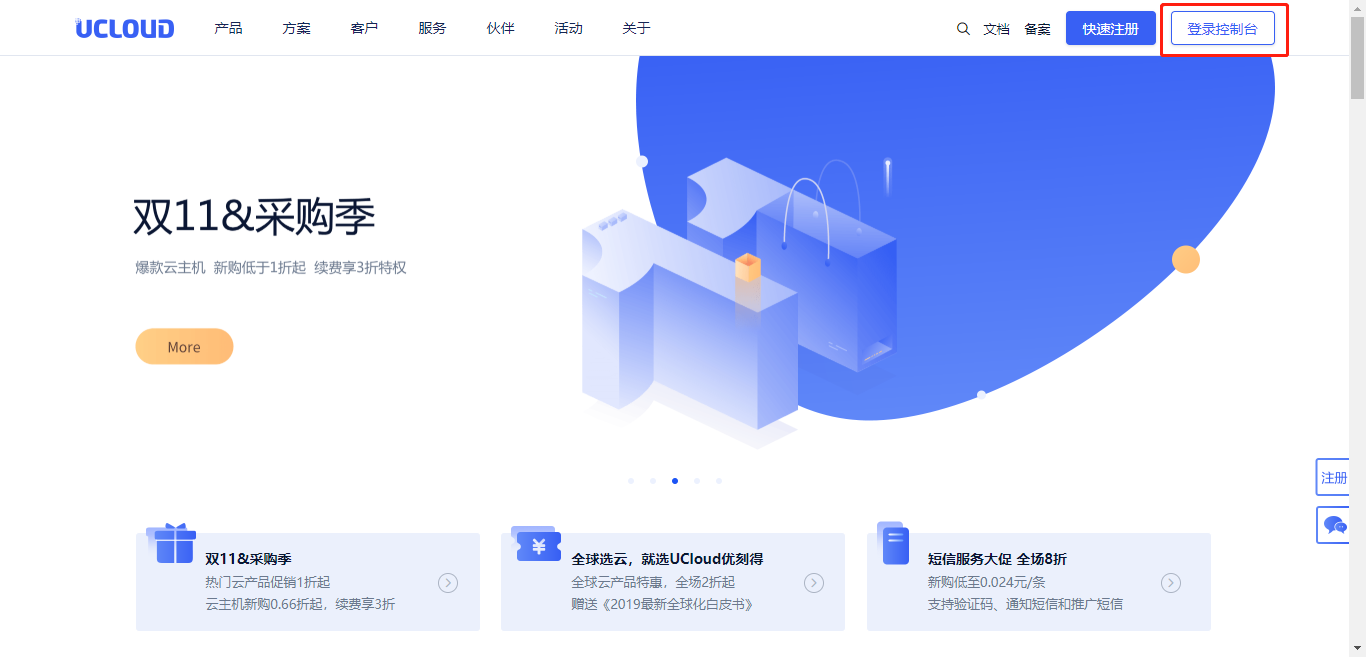 UCLOUD 产品 方案 客户 服务 伙伴 活动 关于 文档 备案 快速注册 登录控制台
双11&采购季
爆款云主机 新购低于1折起 续费享3折特权
More
注册
双11&采购季
热门云产品促销1折起
云主机新购0.66折起，续费享3折
¥
全球选云，就选UCloud优刻得
全球云产品特惠，全场2折起
赠送《2019最新全球化白皮书》
短信服务大促 全场8折
新购低至0.024元/条
支持验证码、通知短信和推广短信